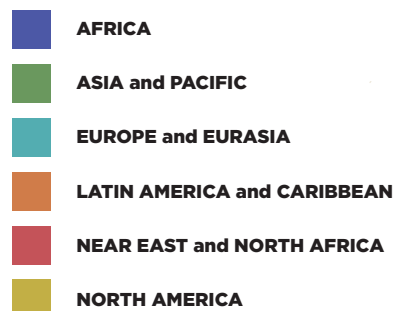 AFRICA
ASIA and PACIFIC
EUROPE and EURASIA
LATIN AMERICA and CARIBBEAN
NEAR EAST and NORTH AFRICA
NORTH AMERICA